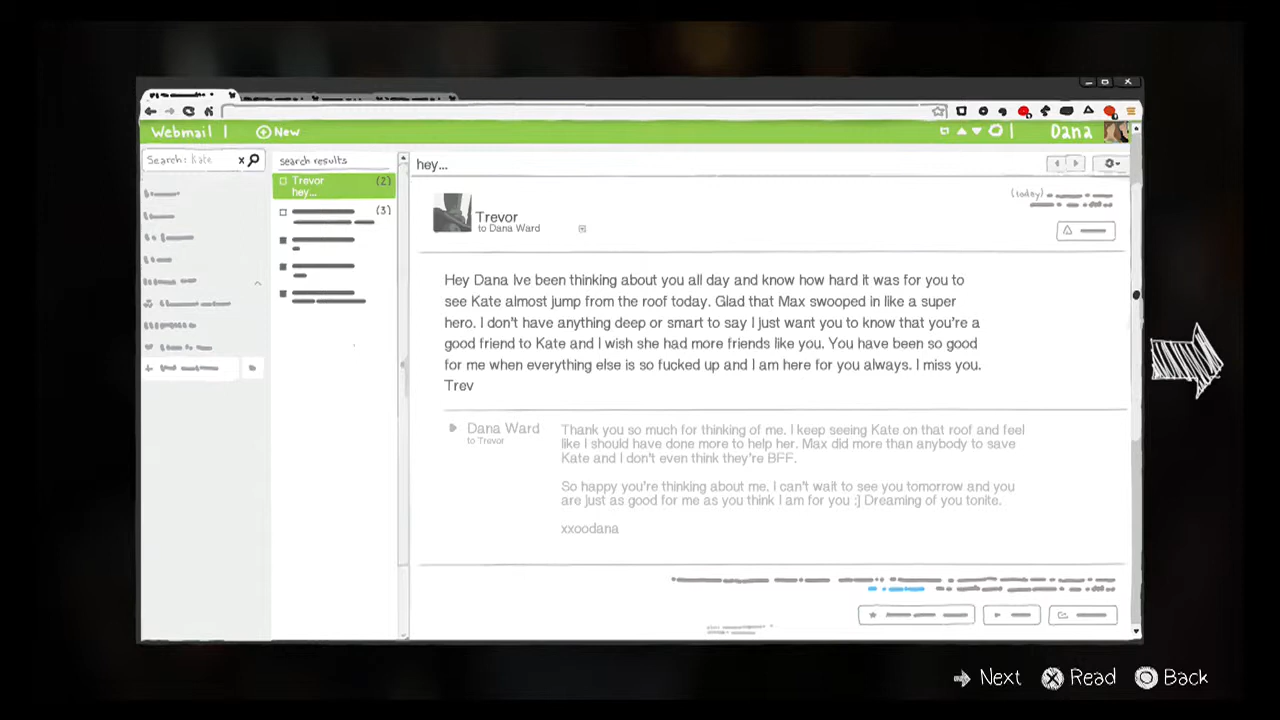 Webmail
New
Dana
Search: Kate x
search results
hey...
Trevor (2)
hey...
(3)
(today)
Trevor
to Dana Ward
Hey Dana Ive been thinking about you all day and know how hard it was for you to
see Kate almost jump from the roof today. Glad that Max swooped in like a super
hero. I don't have anything deep or smart to say I just want you to know that you're a
good friend to Kate and I wish she had more friends like you. You have been so good
for me when everything else is so fucked up and I am here for you always. I miss you.
Trev
Dana Ward
to Trevor
Thank you so much for thinking of me. I keep seeing Kate on that roof and feel
like I should have done more to help her. Max did more than anybody to save
Kate and I don't even think they're BFF.
So happy you're thinking about me. I can't wait to see you tomorrow and you
are just as good for me as you think I am for you :] Dreaming of you tonite.
xxoodana
Next Read Back